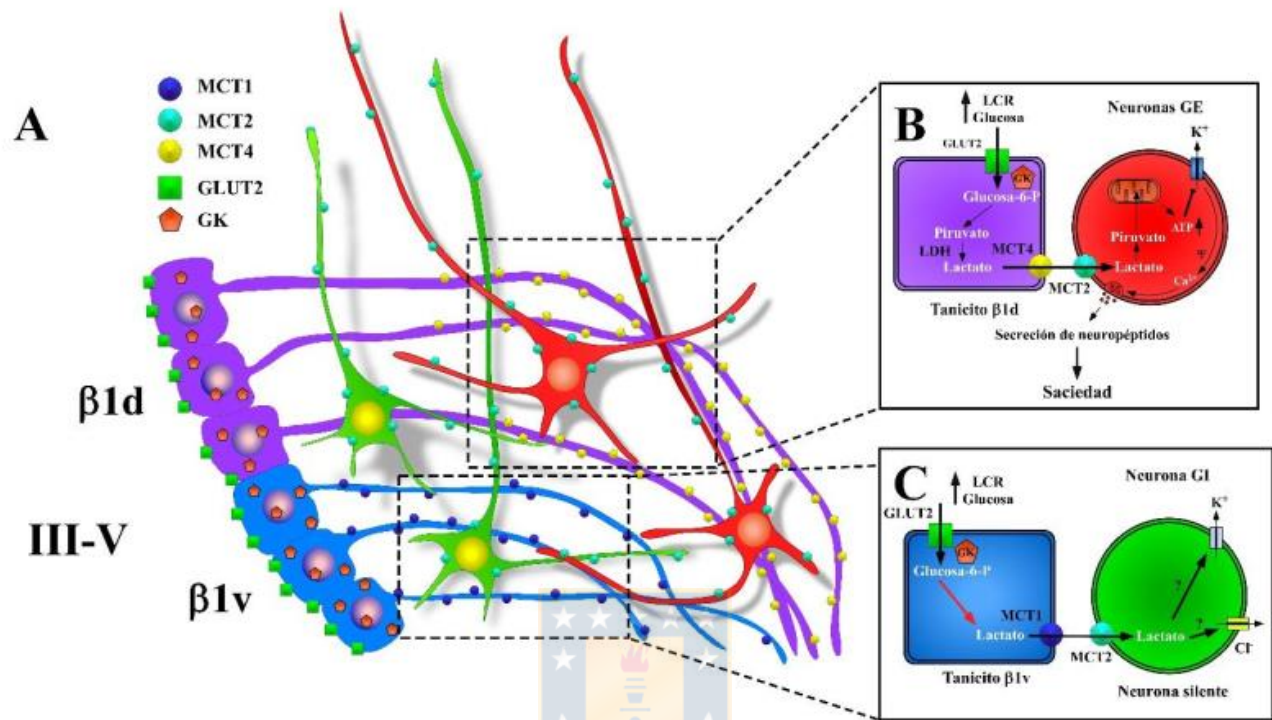 A
MCT1
MCT2
MCT4
GLUT2
GK
β1d
III-V
β1v
B
LCR
Glucosa
GLUT2
GK
Glucosa-6-P
Piruvato
LDH
Lactato
MCT4
MCT2
Tanicito β1d
Neuronas GE
K+
Piruvato
ATP
Lactato
Secreción de neuropéptidos
Saciedad
C
LCR
Glucosa
GLUT2
GK
Glucosa-6-P
Lactato
MCT1
MCT2
Tanicito β1v
Neurona GI
K+
?
Lactato
?
Cl-
Neurona silente